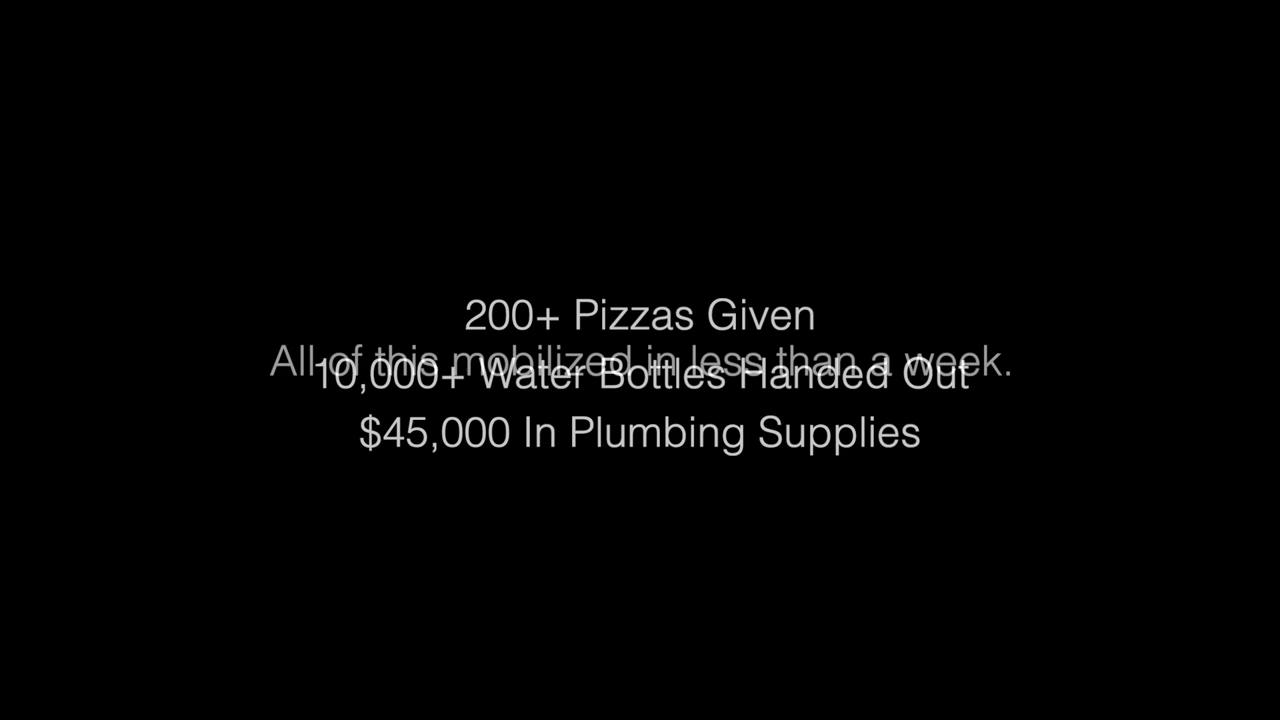 200+ Pizzas Given
All of this mobilized in less than a week.
10,000+ Water Bottles Handed Out
$45,000 In Plumbing Supplies